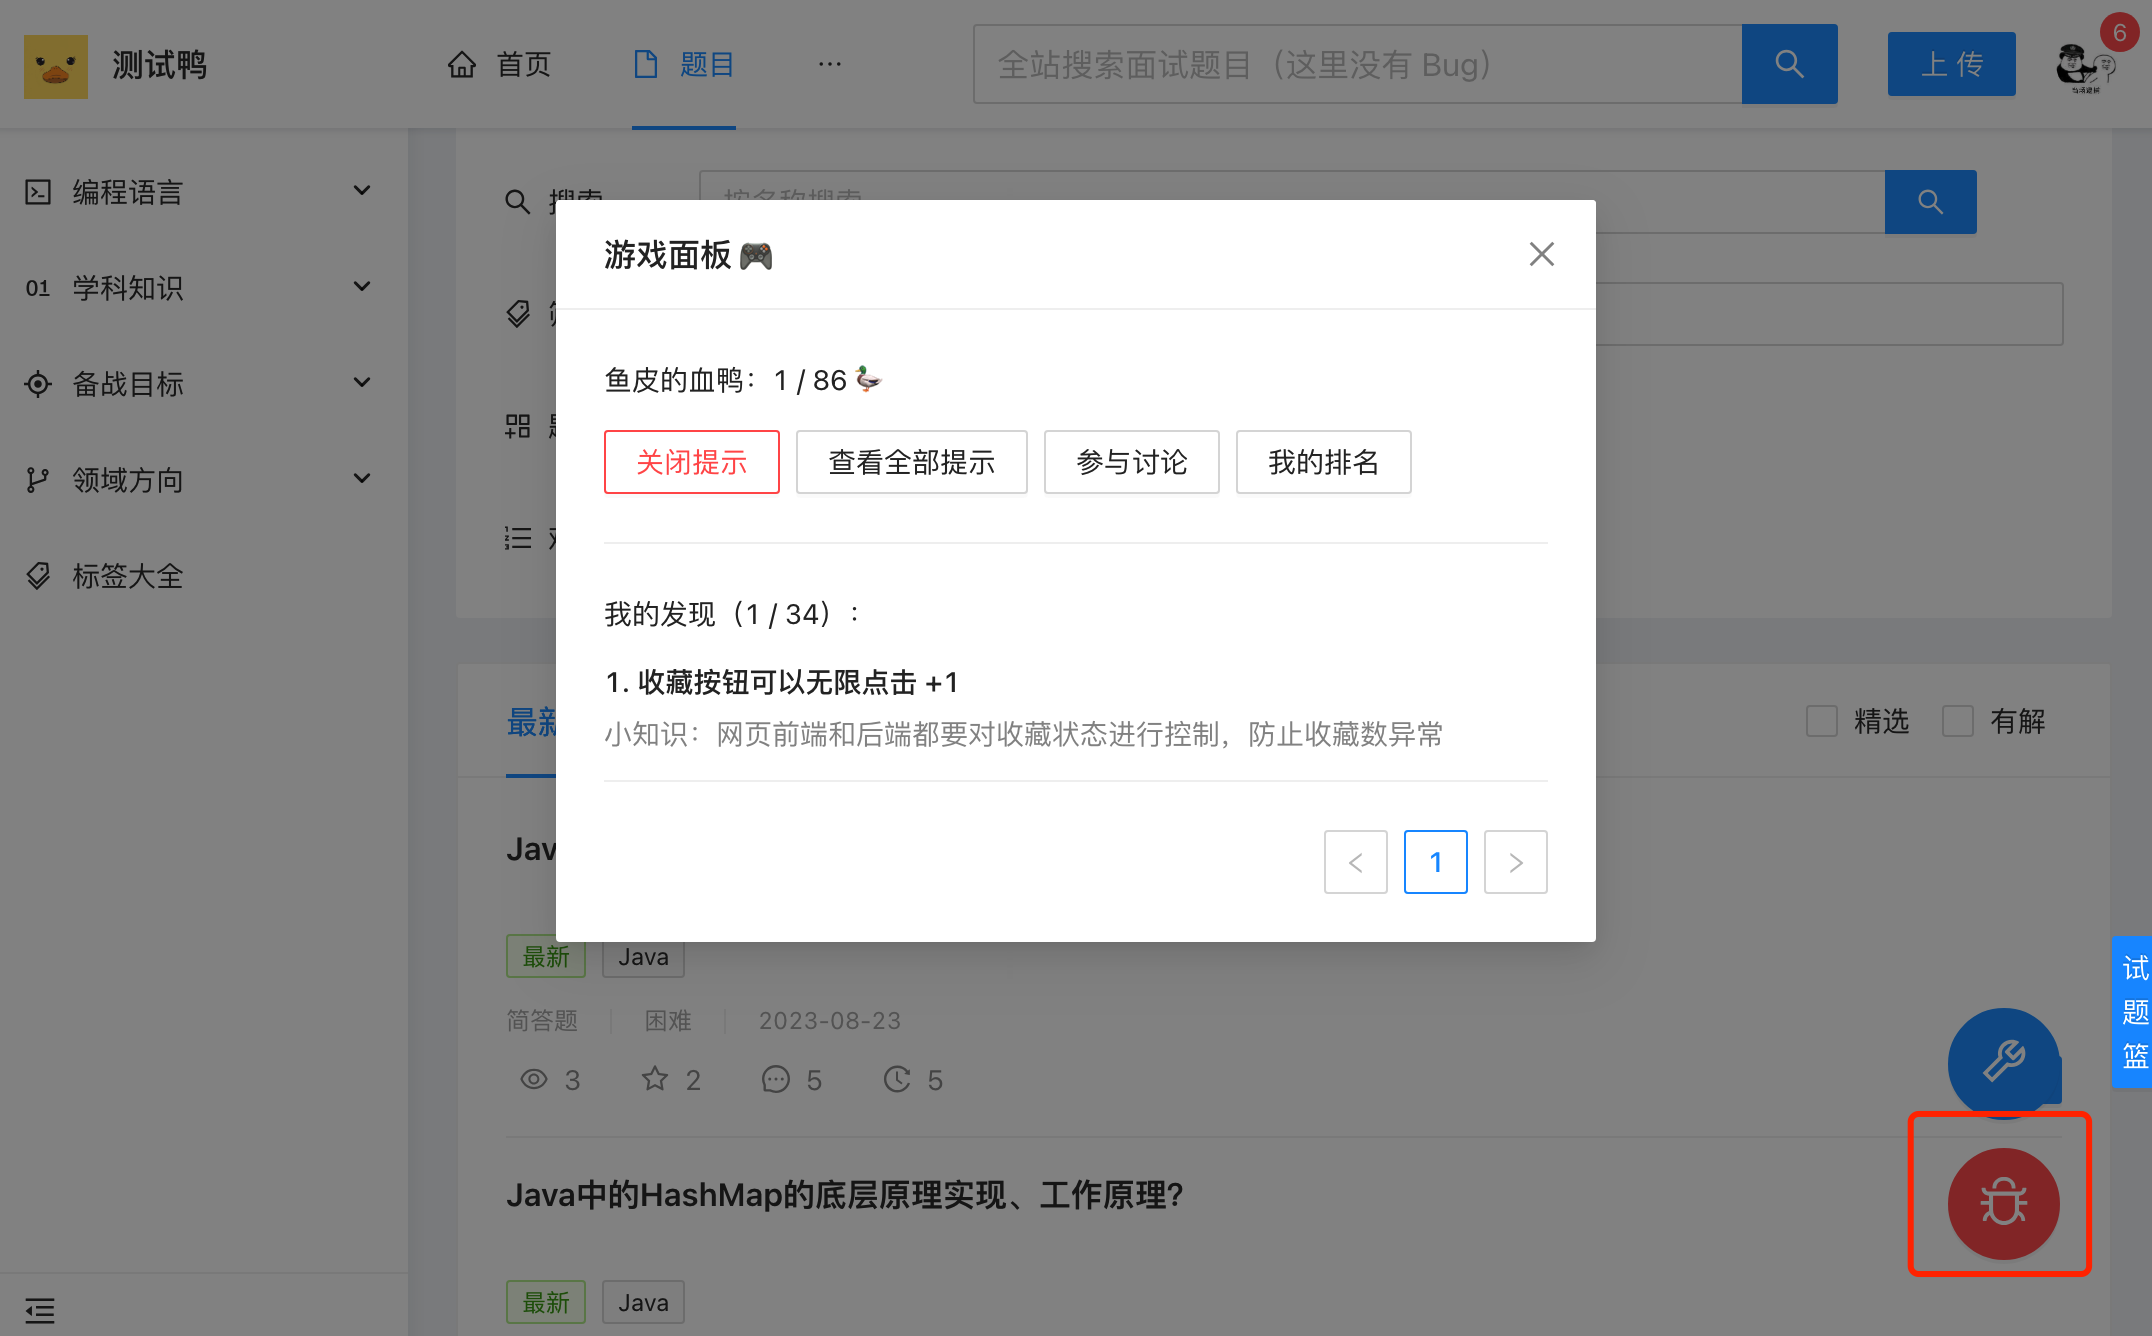 测试鸭
首页
题目
···
全站搜索面试题目（这里没有 Bug）
上 传
6
编程语言
01 学科知识
备战目标
领域方向
标签大全
搜索
按名称搜索
游戏面板🎮
鱼皮的血鸭：1 / 86🦆
关闭提示
查看全部提示
参与讨论
我的排名
我的发现（1 / 34）：
1. 收藏按钮可以无限点击 +1
小知识：网页前端和后端都要对收藏状态进行控制，防止收藏数异常
< 1 >
最新
精选
有解
Jav
最新
Java
简答题
困难
2023-08-23
3
2
5
5
试题篮
Java中的HashMap的底层原理实现、工作原理?
最新
Java